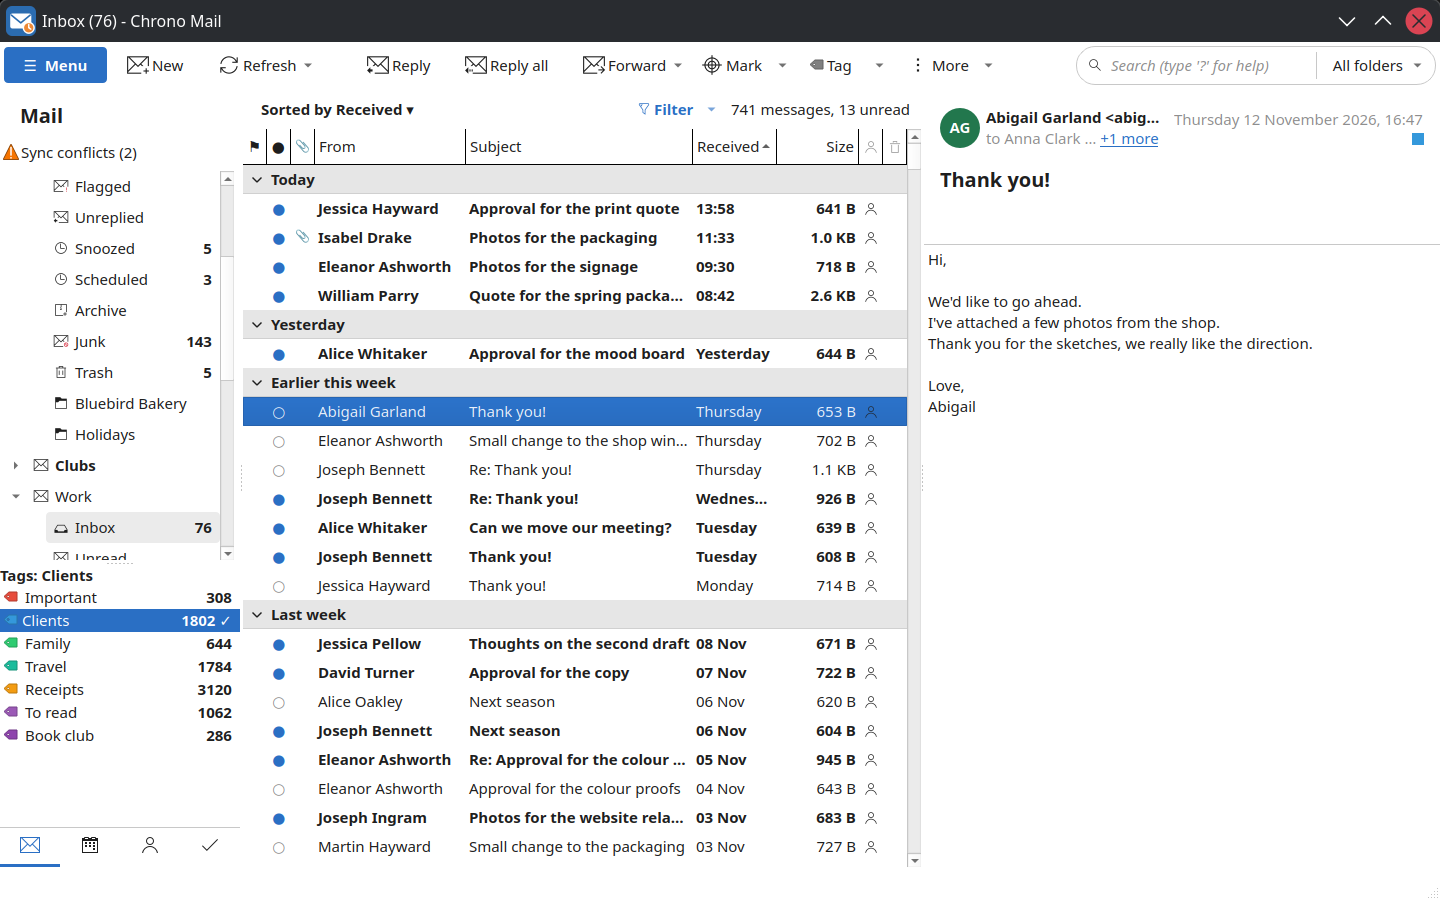 Inbox (76) - Chrono Mail
Menu
New
Refresh
Reply
Reply all
Forward
Mark
Tag
More
Search (type '?' for help)
All folders
Mail
Sync conflicts (2)
Flagged
Unreplied
Snoozed 5
Scheduled 3
Archive
Junk 143
Trash 5
Bluebird Bakery
Holidays
Clubs
Work
Inbox 76
Unread
Tags: Clients
Important 308
Clients 1802 ✓
Family 644
Travel 1784
Receipts 3120
To read 1062
Book club 286
Sorted by Received ▾
Filter
741 messages, 13 unread
From Subject Received Size
Today
Jessica Hayward Approval for the print quote 13:58 641 B
Isabel Drake Photos for the packaging 11:33 1.0 KB
Eleanor Ashworth Photos for the signage 09:30 718 B
William Parry Quote for the spring packa... 08:42 2.6 KB
Yesterday
Alice Whitaker Approval for the mood board Yesterday 644 B
Earlier this week
Abigail Garland Thank you! Thursday 653 B
Eleanor Ashworth Small change to the shop win... Thursday 702 B
Joseph Bennett Re: Thank you! Thursday 1.1 KB
Joseph Bennett Re: Thank you! Wednes... 926 B
Alice Whitaker Can we move our meeting? Tuesday 639 B
Joseph Bennett Thank you! Tuesday 608 B
Jessica Hayward Thank you! Monday 714 B
Last week
Jessica Pellow Thoughts on the second draft 08 Nov 671 B
David Turner Approval for the copy 07 Nov 722 B
Alice Oakley Next season 06 Nov 620 B
Joseph Bennett Next season 06 Nov 604 B
Eleanor Ashworth Re: Approval for the colour ... 05 Nov 945 B
Eleanor Ashworth Approval for the colour proofs 04 Nov 643 B
Joseph Ingram Photos for the website rela... 03 Nov 683 B
Martin Hayward Small change to the packaging 03 Nov 727 B
AG
Abigail Garland <abig... Thursday 12 November 2026, 16:47
to Anna Clark ... +1 more
Thank you!
Hi,
We'd like to go ahead.
I've attached a few photos from the shop.
Thank you for the sketches, we really like the direction.
Love,
Abigail